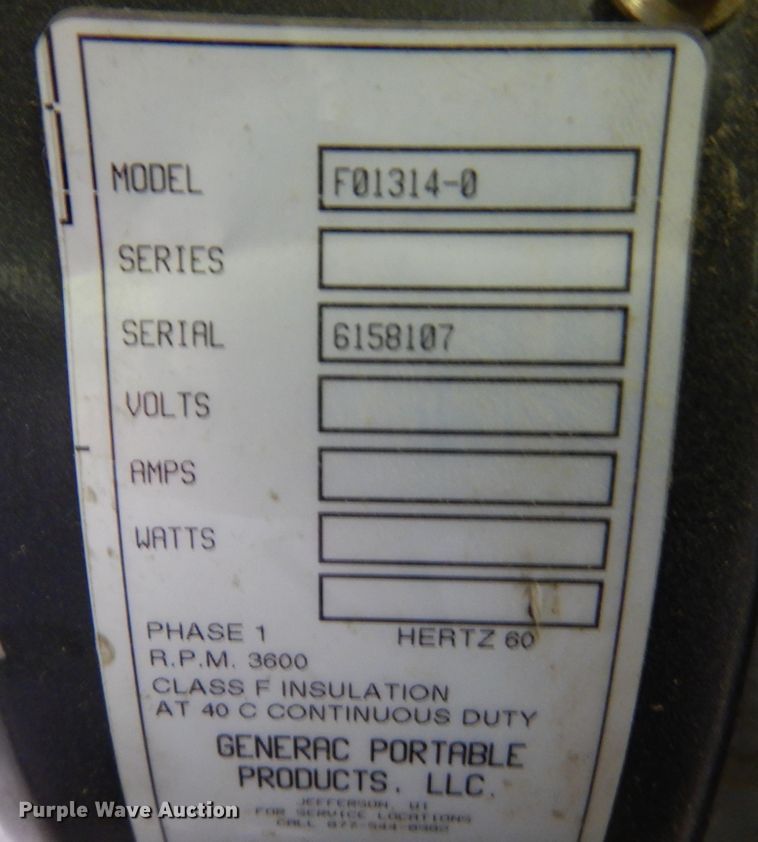 MODEL F01314-0
SERIES
SERIAL 6158107
VOLTS
AMPS
WATTS
PHASE 1 HERTZ 60
R.P.M. 3600
CLASS F INSULATION
AT 40 C CONTINUOUS DUTY
GENERAC PORTABLE
PRODUCTS, LLC.
JEFFERSON, WI
FOR SERVICE LOCATIONS
CALL
Purple Wave Auction